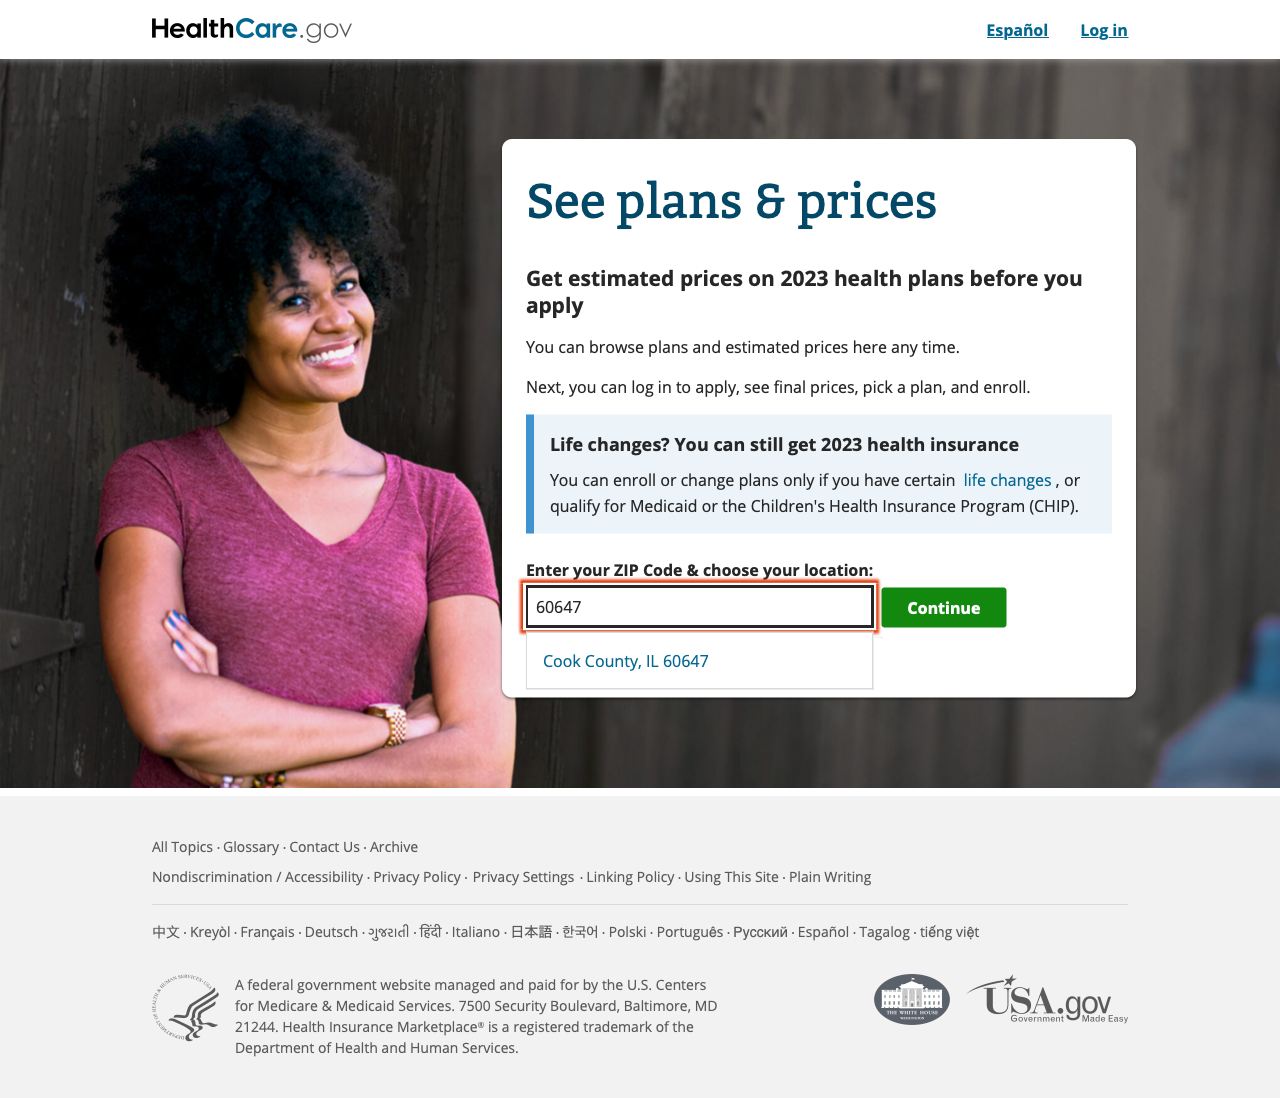 HealthCare.gov
Español
Log in
See plans & prices
Get estimated prices on 2023 health plans before you
apply
You can browse plans and estimated prices here any time.
Next, you can log in to apply, see final prices, pick a plan, and enroll.
Life changes? You can still get 2023 health insurance
You can enroll or change plans only if you have certain life changes , or
qualify for Medicaid or the Children's Health Insurance Program (CHIP).
Enter your ZIP Code & choose your location:
60647
Continue
Cook County, IL 60647
All Topics · Glossary · Contact Us · Archive
Nondiscrimination / Accessibility · Privacy Policy · Privacy Settings · Linking Policy · Using This Site · Plain Writing
中文 · Kreyòl · Français · Deutsch · ગુજરાતી · हिंदी · Italiano · 日本語 · 한국어 · Polski · Português · Русский · Español · Tagalog · tiếng việt
DEPARTMENT OF HEALTH & HUMAN SERVICES · USA
A federal government website managed and paid for by the U.S. Centers
for Medicare & Medicaid Services. 7500 Security Boulevard, Baltimore, MD
21244. Health Insurance Marketplace® is a registered trademark of the
Department of Health and Human Services.
THE WHITE HOUSE
WASHINGTON
USA.gov
Government Made Easy